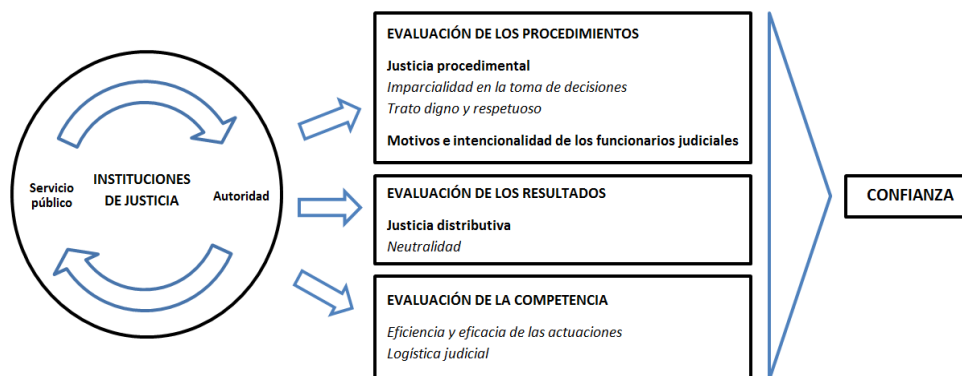 Servicio
público
INSTITUCIONES
DE JUSTICIA
Autoridad
EVALUACIÓN DE LOS PROCEDIMIENTOS
Justicia procedimental
Imparcialidad en la toma de decisiones
Trato digno y respetuoso
Motivos e intencionalidad de los funcionarios judiciales
EVALUACIÓN DE LOS RESULTADOS
Justicia distributiva
Neutralidad
EVALUACIÓN DE LA COMPETENCIA
Eficiencia y eficacia de las actuaciones
Logística judicial
CONFIANZA